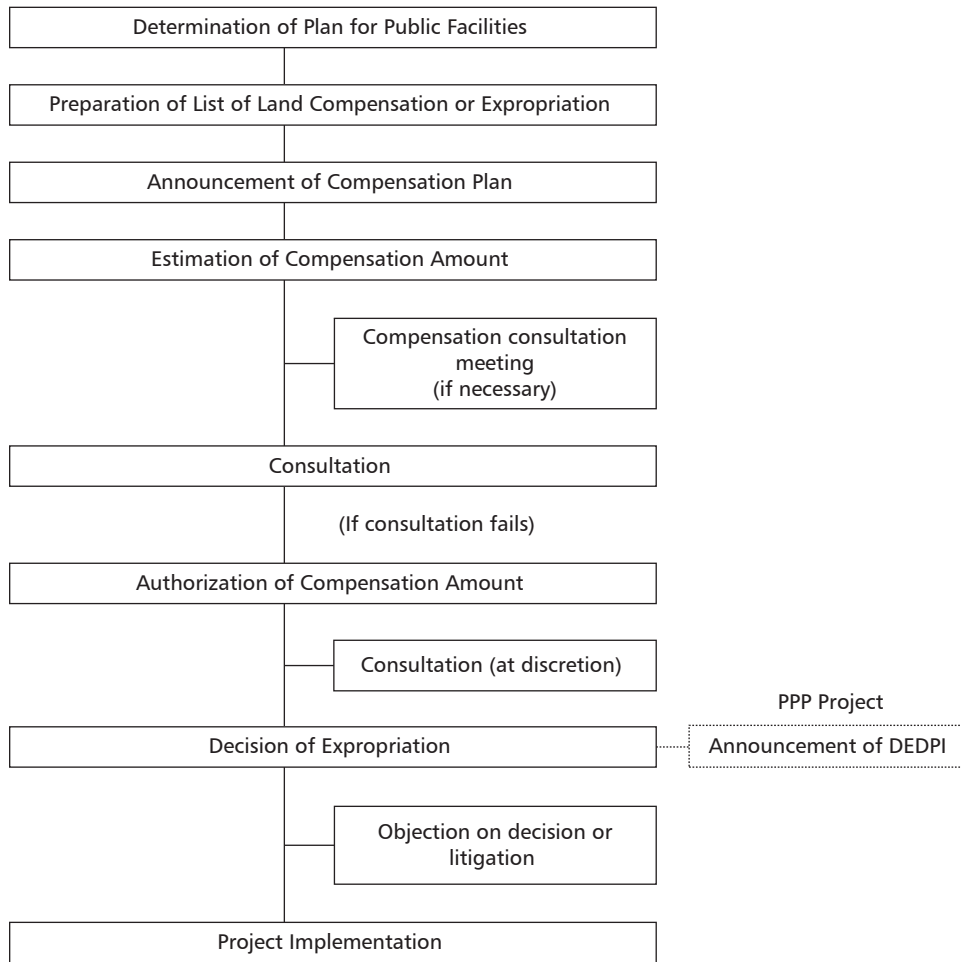 Determination of Plan for Public Facilities
Preparation of List of Land Compensation or Expropriation
Announcement of Compensation Plan
Estimation of Compensation Amount
Compensation consultation
meeting
(if necessary)
Consultation
(If consultation fails)
Authorization of Compensation Amount
Consultation (at discretion)
PPP Project
Decision of Expropriation
Announcement of DEDPI
Objection on decision or
litigation
Project Implementation